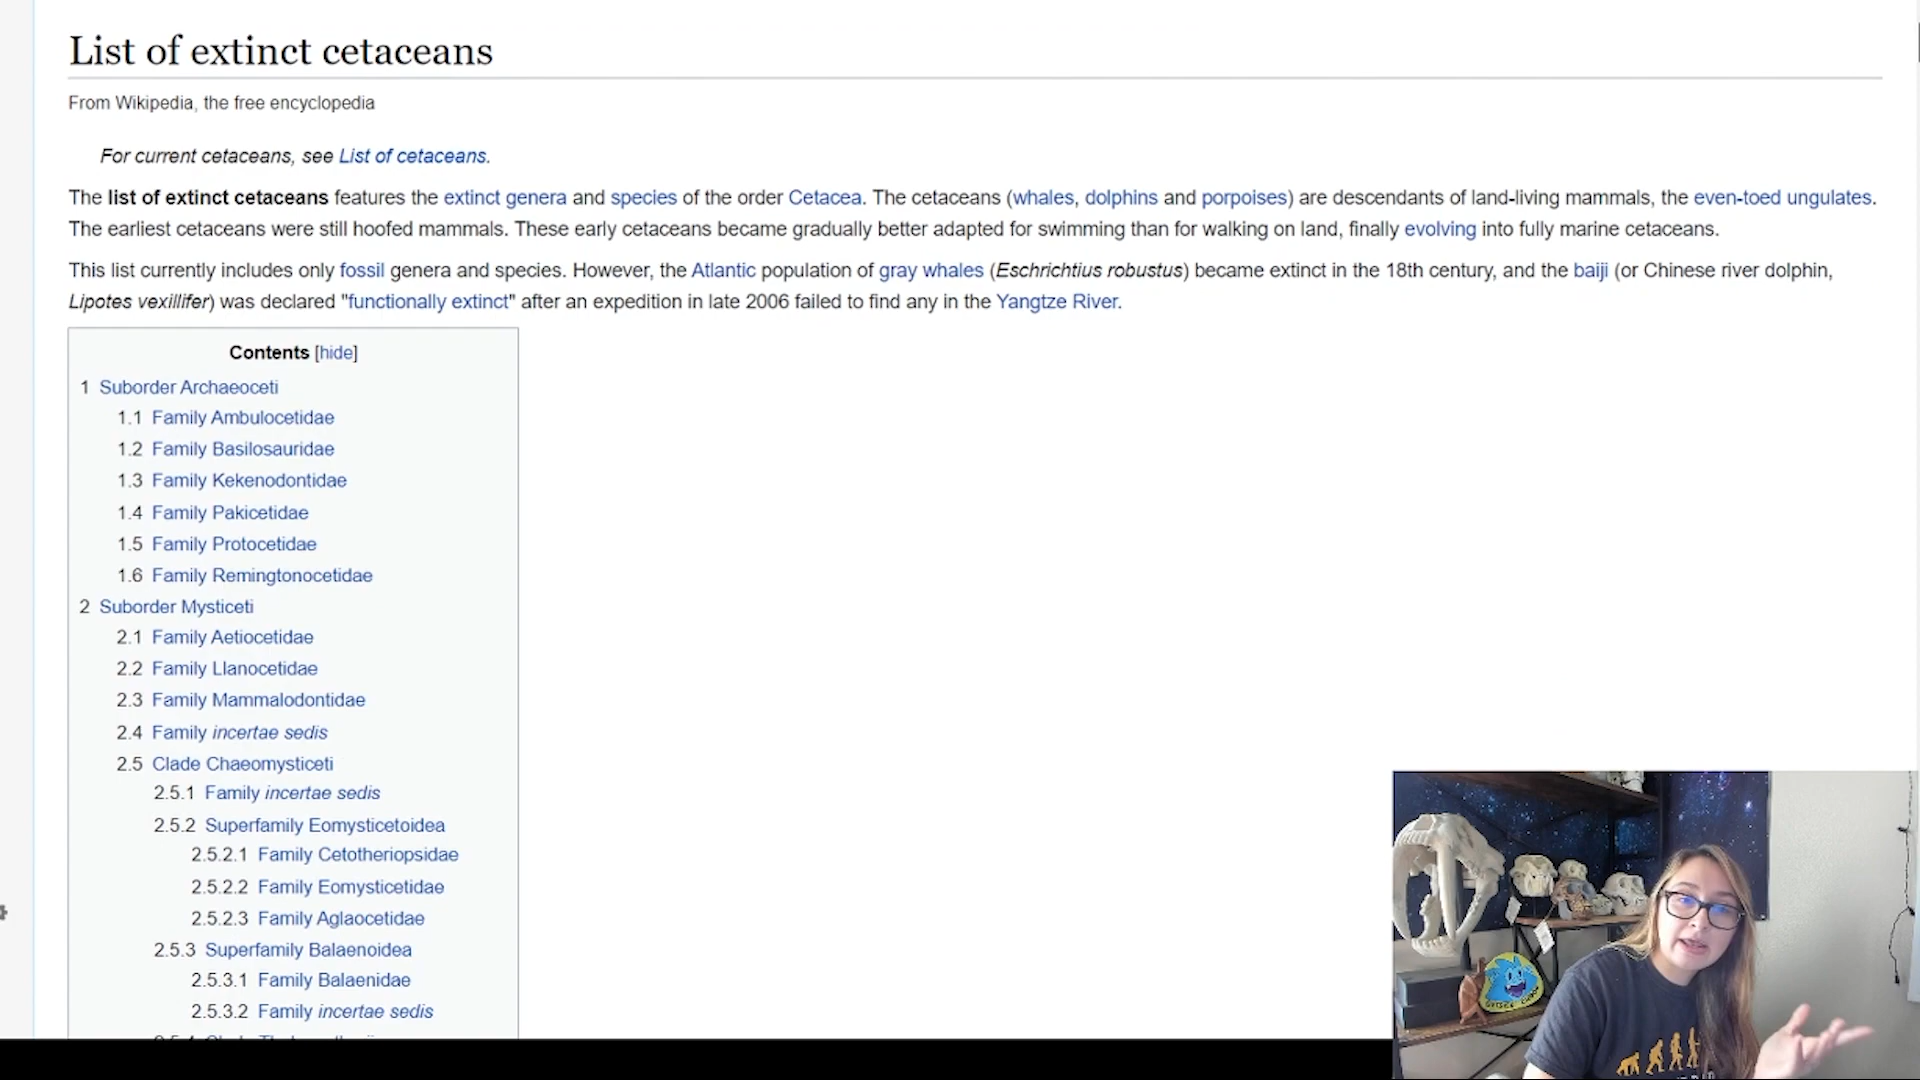 List of extinct cetaceans
From Wikipedia, the free encyclopedia
For current cetaceans, see List of cetaceans.
The list of extinct cetaceans features the extinct genera and species of the order Cetacea. The cetaceans (whales, dolphins and porpoises) are descendants of land-living mammals, the even-toed ungulates.
The earliest cetaceans were still hoofed mammals. These early cetaceans became gradually better adapted for swimming than for walking on land, finally evolving into fully marine cetaceans.
This list currently includes only fossil genera and species. However, the Atlantic population of gray whales (Eschrichtius robustus) became extinct in the 18th century, and the baiji (or Chinese river dolphin,
Lipotes vexillifer) was declared "functionally extinct" after an expedition in late 2006 failed to find any in the Yangtze River.
Contents [hide]
1 Suborder Archaeoceti
1.1 Family Ambulocetidae
1.2 Family Basilosauridae
1.3 Family Kekenodontidae
1.4 Family Pakicetidae
1.5 Family Protocetidae
1.6 Family Remingtonocetidae
2 Suborder Mysticeti
2.1 Family Aetiocetidae
2.2 Family Llanocetidae
2.3 Family Mammalodontidae
2.4 Family incertae sedis
2.5 Clade Chaeomysticeti
2.5.1 Family incertae sedis
2.5.2 Superfamily Eomysticetoidea
2.5.2.1 Family Cetotheriopsidae
2.5.2.2 Family Eomysticetidae
2.5.2.3 Family Aglaocetidae
2.5.3 Superfamily Balaenoidea
2.5.3.1 Family Balaenidae
2.5.3.2 Family incertae sedis